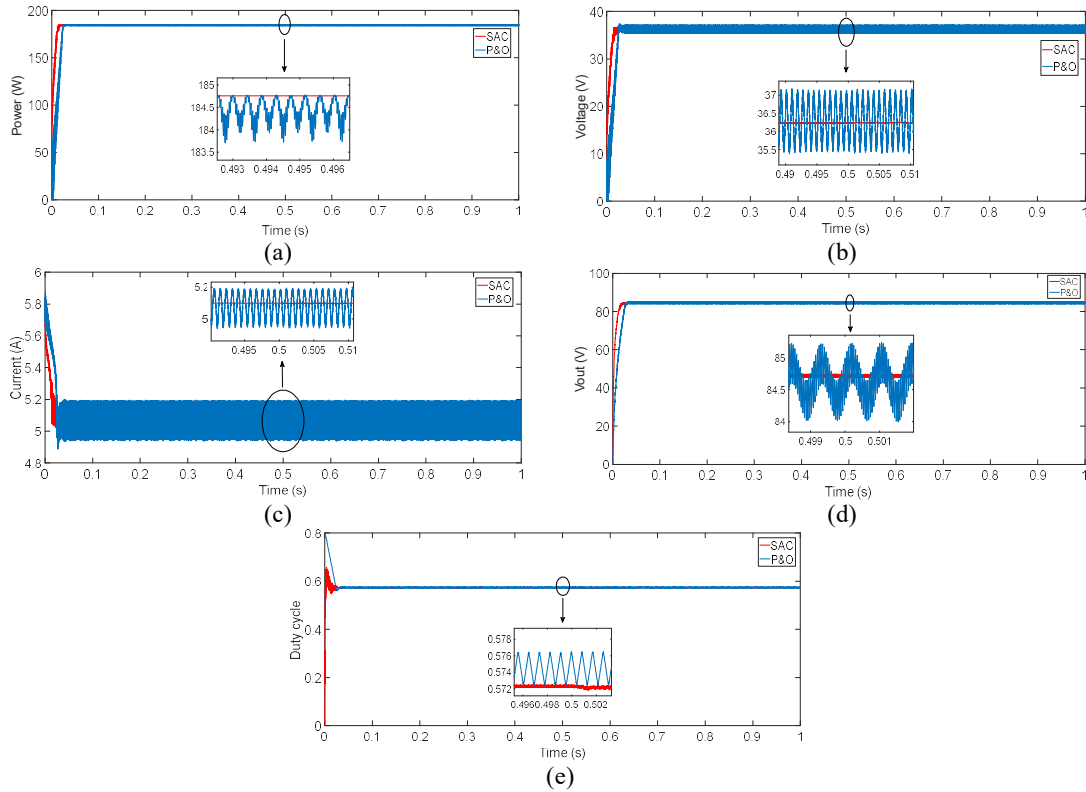 200
150
100
50
0
Power (W)
SAC
P&O
185
184.5
184
183.5
0.493 0.494 0.495 0.496
0 0.1 0.2 0.3 0.4 0.5 0.6 0.7 0.8 0.9 1
Time (s)
(a)
40
30
20
10
0
Voltage (V)
SAC
P&O
37
36.5
36
35.5
0.49 0.495 0.5 0.505 0.51
0 0.1 0.2 0.3 0.4 0.5 0.6 0.7 0.8 0.9 1
Time (s)
(b)
6
5.8
5.6
5.4
5.2
5
4.8
Current (A)
SAC
P&O
5.2
5
0.495 0.5 0.505 0.51
0 0.1 0.2 0.3 0.4 0.5 0.6 0.7 0.8 0.9 1
Time (s)
(c)
100
80
60
40
20
0
Vout (V)
SAC
P&O
85
84.5
84
0.499 0.5 0.501
0 0.1 0.2 0.3 0.4 0.5 0.6 0.7 0.8 0.9 1
Time (s)
(d)
0.8
0.6
0.4
0.2
0
Duty cycle
SAC
P&O
0.578
0.576
0.574
0.572
0.496 0.498 0.5 0.502
0 0.1 0.2 0.3 0.4 0.5 0.6 0.7 0.8 0.9 1
Time (s)
(e)